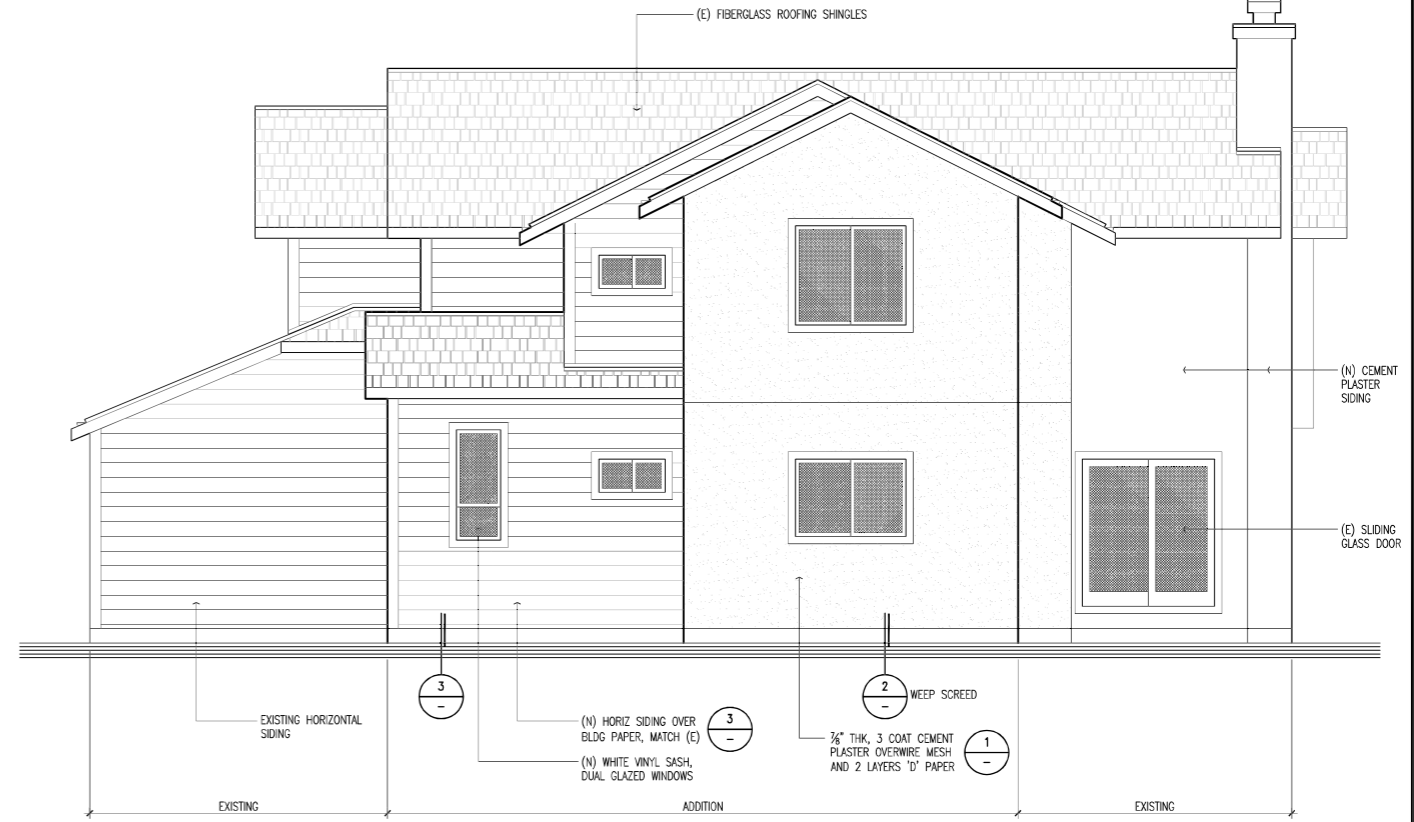 (E) FIBERGLASS ROOFING SHINGLES
(N) CEMENT
PLASTER
SIDING
(E) SLIDING
GLASS DOOR
3
–
2
–
WEEP SCREED
EXISTING HORIZONTAL
SIDING
(N) HORIZ SIDING OVER
BLDG PAPER, MATCH (E)
3
–
(N) WHITE VINYL SASH,
DUAL GLAZED WINDOWS
⅞" THK, 3 COAT CEMENT
PLASTER OVERWIRE MESH
AND 2 LAYERS 'D' PAPER
1
–
EXISTING
ADDITION
EXISTING